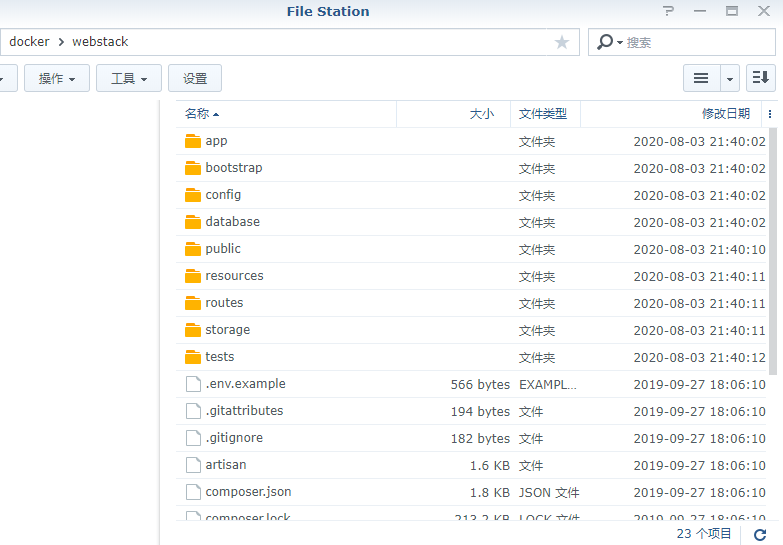 File Station
docker > webstack
搜索
操作 工具 设置
名称 大小 文件类型 修改日期
app 文件夹 2020-08-03 21:40:02
bootstrap 文件夹 2020-08-03 21:40:02
config 文件夹 2020-08-03 21:40:02
database 文件夹 2020-08-03 21:40:02
public 文件夹 2020-08-03 21:40:10
resources 文件夹 2020-08-03 21:40:11
routes 文件夹 2020-08-03 21:40:11
storage 文件夹 2020-08-03 21:40:11
tests 文件夹 2020-08-03 21:40:12
.env.example 566 bytes EXAMPL... 2019-09-27 18:06:10
.gitattributes 194 bytes 文件 2019-09-27 18:06:10
.gitignore 182 bytes 文件 2019-09-27 18:06:10
artisan 1.6 KB 文件 2019-09-27 18:06:10
composer.json 1.8 KB JSON 文件 2019-09-27 18:06:10
composer.lock 213.2 KB LOCK 文件 2019-09-27 18:06:10
23 个项目